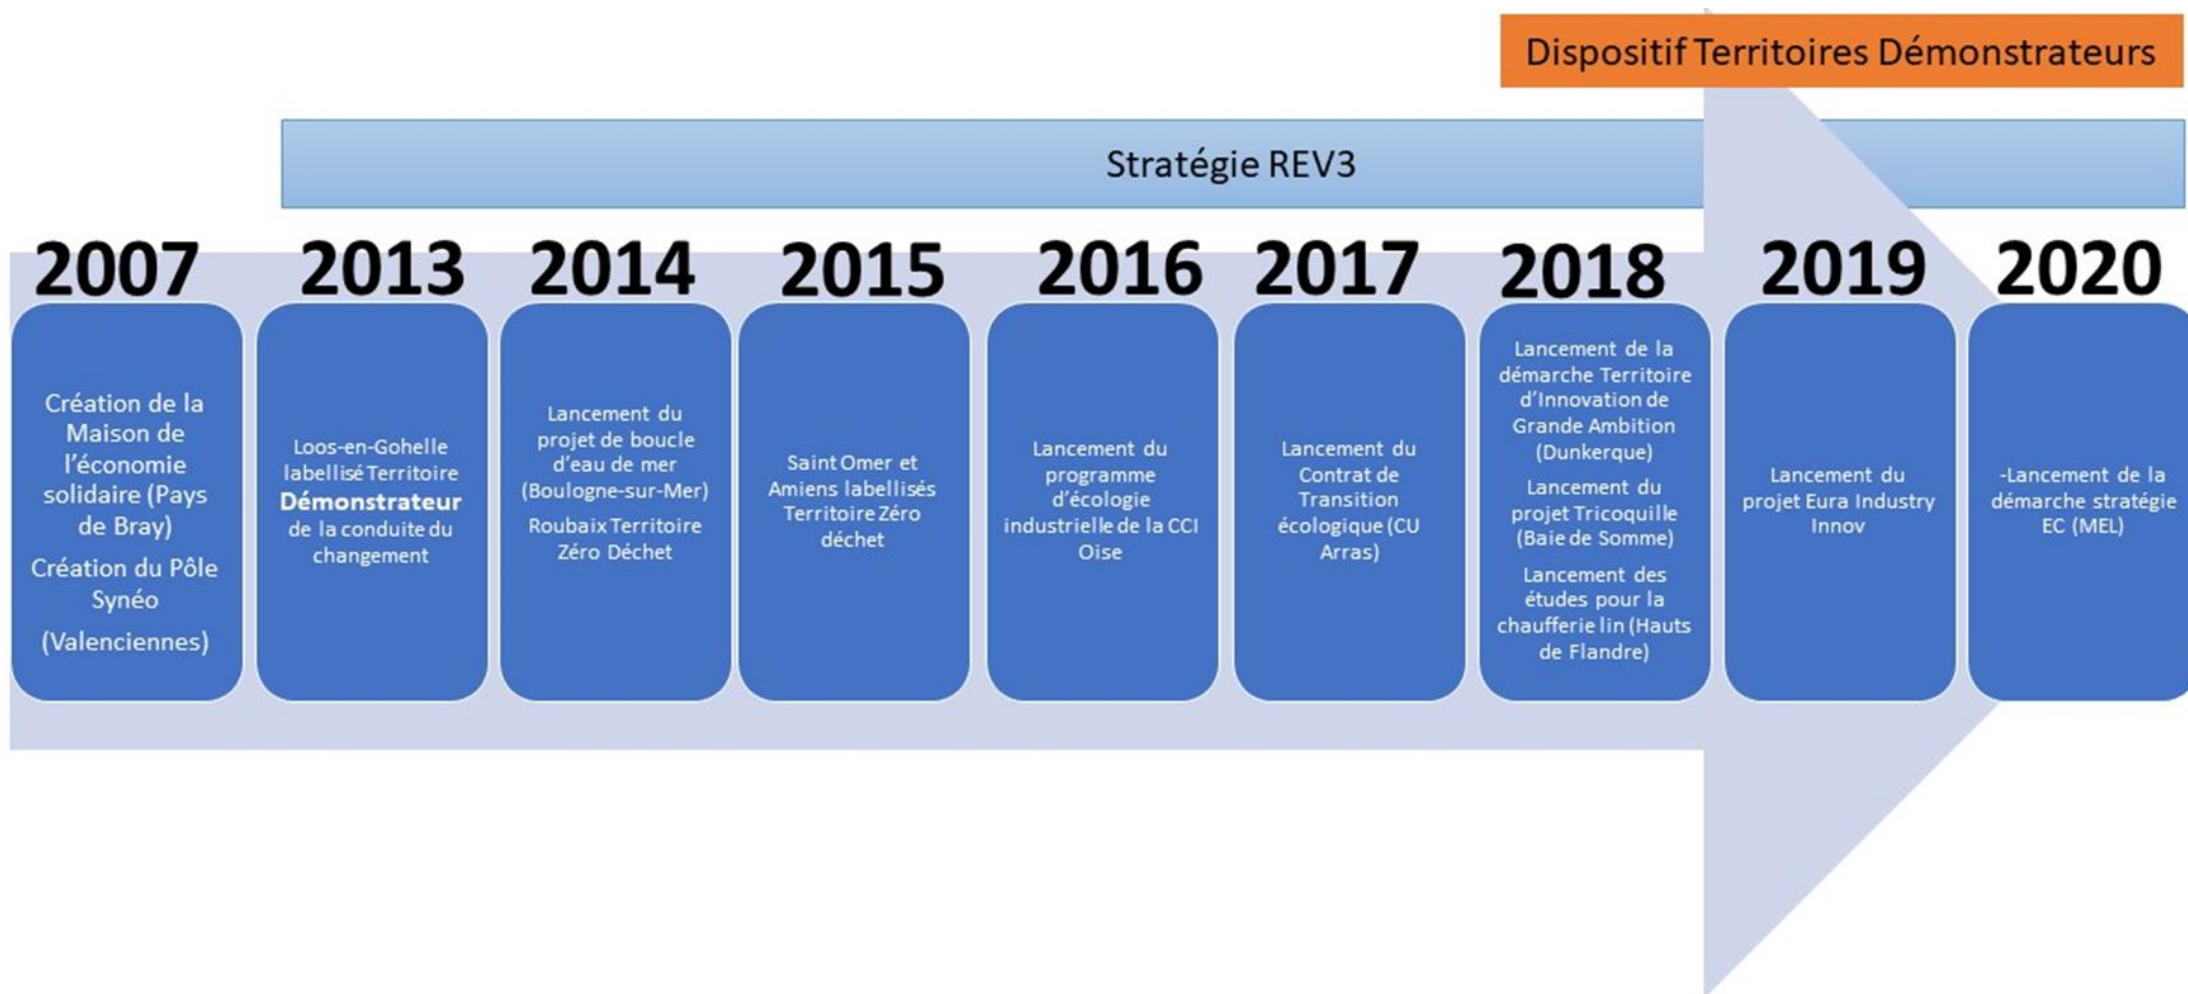 Dispositif Territoires Démonstrateurs
Stratégie REV3
2007
Création de la
Maison de
l'économie
solidaire (Pays
de Bray)
Création du Pôle
Synéo
(Valenciennes)
2013
Loos-en-Gohelle
labellisé Territoire
Démonstrateur
de la conduite du
changement
2014
Lancement du
projet de boucle
d'eau de mer
(Boulogne-sur-Mer)
Roubaix Territoire
Zéro Déchet
2015
Saint Omer et
Amiens labellisés
Territoire Zéro
déchet
2016
Lancement du
programme
d'écologie
industrielle de la CCI
Oise
2017
Lancement du
Contrat de
Transition
écologique (CU
Arras)
2018
Lancement de la
démarche Territoire
d'Innovation de
Grande Ambition
(Dunkerque)
Lancement du
projet Tricoquille
(Baie de Somme)
Lancement des
études pour la
chaufferie lin (Hauts
de Flandre)
2019
Lancement du
projet Eura Industry
Innov
2020
-Lancement de la
démarche stratégie
EC (MEL)